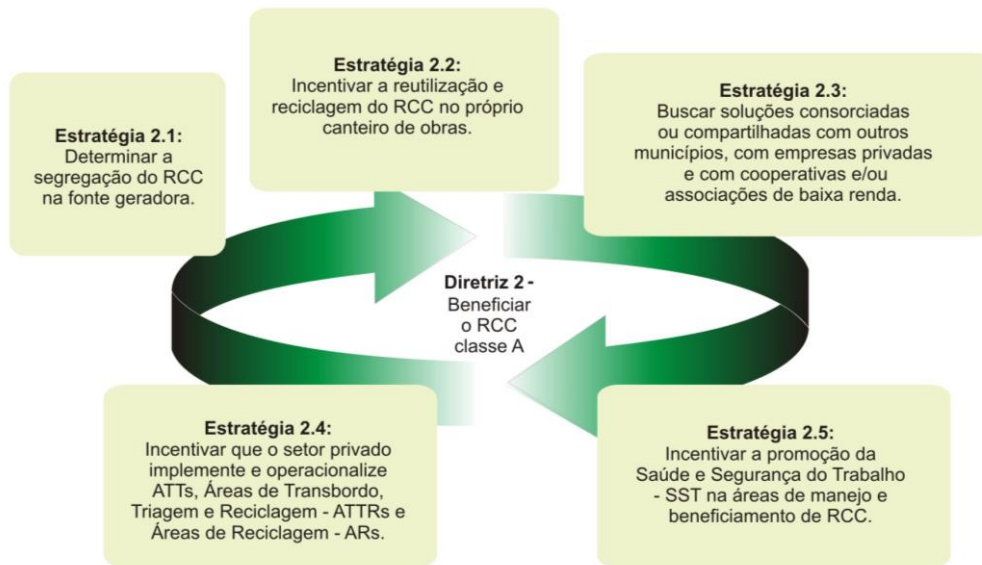 Estratégia 2.1:
Determinar a
segregação do RCC
na fonte geradora.
Estratégia 2.2:
Incentivar a reutilização e
reciclagem do RCC no próprio
canteiro de obras.
Estratégia 2.3:
Buscar soluções consorciadas
ou compartilhadas com outros
municípios, com empresas privadas
e com cooperativas e/ou
associações de baixa renda.
Diretriz 2 -
Beneficiar
o RCC
classe A
Estratégia 2.4:
Incentivar que o setor privado
implemente e operacionalize
ATTs, Áreas de Transbordo,
Triagem e Reciclagem - ATTRs e
Áreas de Reciclagem - ARs.
Estratégia 2.5:
Incentivar a promoção da
Saúde e Segurança do Trabalho
- SST na áreas de manejo e
beneficiamento de RCC.